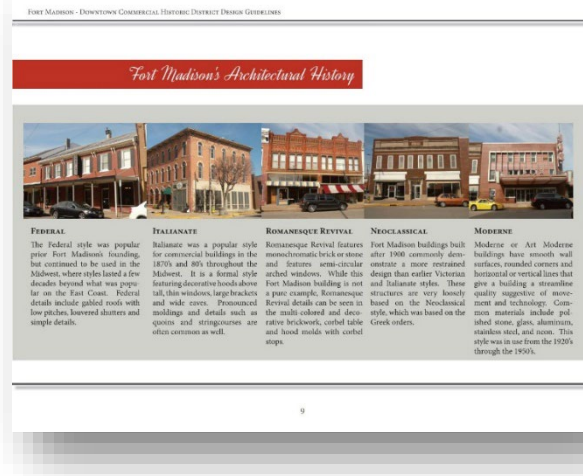 FORT MADISON - DOWNTOWN COMMERCIAL HISTORIC DISTRICT DESIGN GUIDELINES
Fort Madison's Architectural History
FEDERAL
The Federal style was popular
prior Fort Madison's founding,
but continued to be used in the
Midwest, where styles lasted a few
decades beyond what was popu-
lar on the East Coast. Federal
details include gabled roofs with
low pitches, louvered shutters and
simple details.
ITALIANATE
Italianate was a popular style
for commercial buildings in the
1870's and 80's throughout the
Midwest. It is a formal style
featuring decorative hoods above
tall, thin windows, large brackets
and wide eaves. Pronounced
moldings and details such as
quoins and stringcourses are
often common as well.
ROMANESQUE REVIVAL
Romanesque Revival features
monochromatic brick or stone
and features semi-circular
arched windows. While this
Fort Madison building is not
a pure example, Romanesque
Revival details can be seen in
the multi colored and deco-
rative brickwork, corbel table
and hood molds with corbel
stops.
NEOCLASSICAL
Fort Madison buildings built
after 1900 commonly dem-
onstrate a more restrained
design than earlier Victorian
and Italianate styles. These
structures are very loosely
based on the Neoclassical
style, which was based on the
Greek orders.
MODERNE
Moderne or Art Moderne
buildings have smooth wall
surfaces, rounded corners and
horizontal or vertical lines that
give a building a streamline
quality suggestive of move-
ment and technology. Com-
mon materials include pol-
ished stone, glass, aluminum,
stainless steel, and neon. This
style was in use from the 1920's
through the 1950's.
9